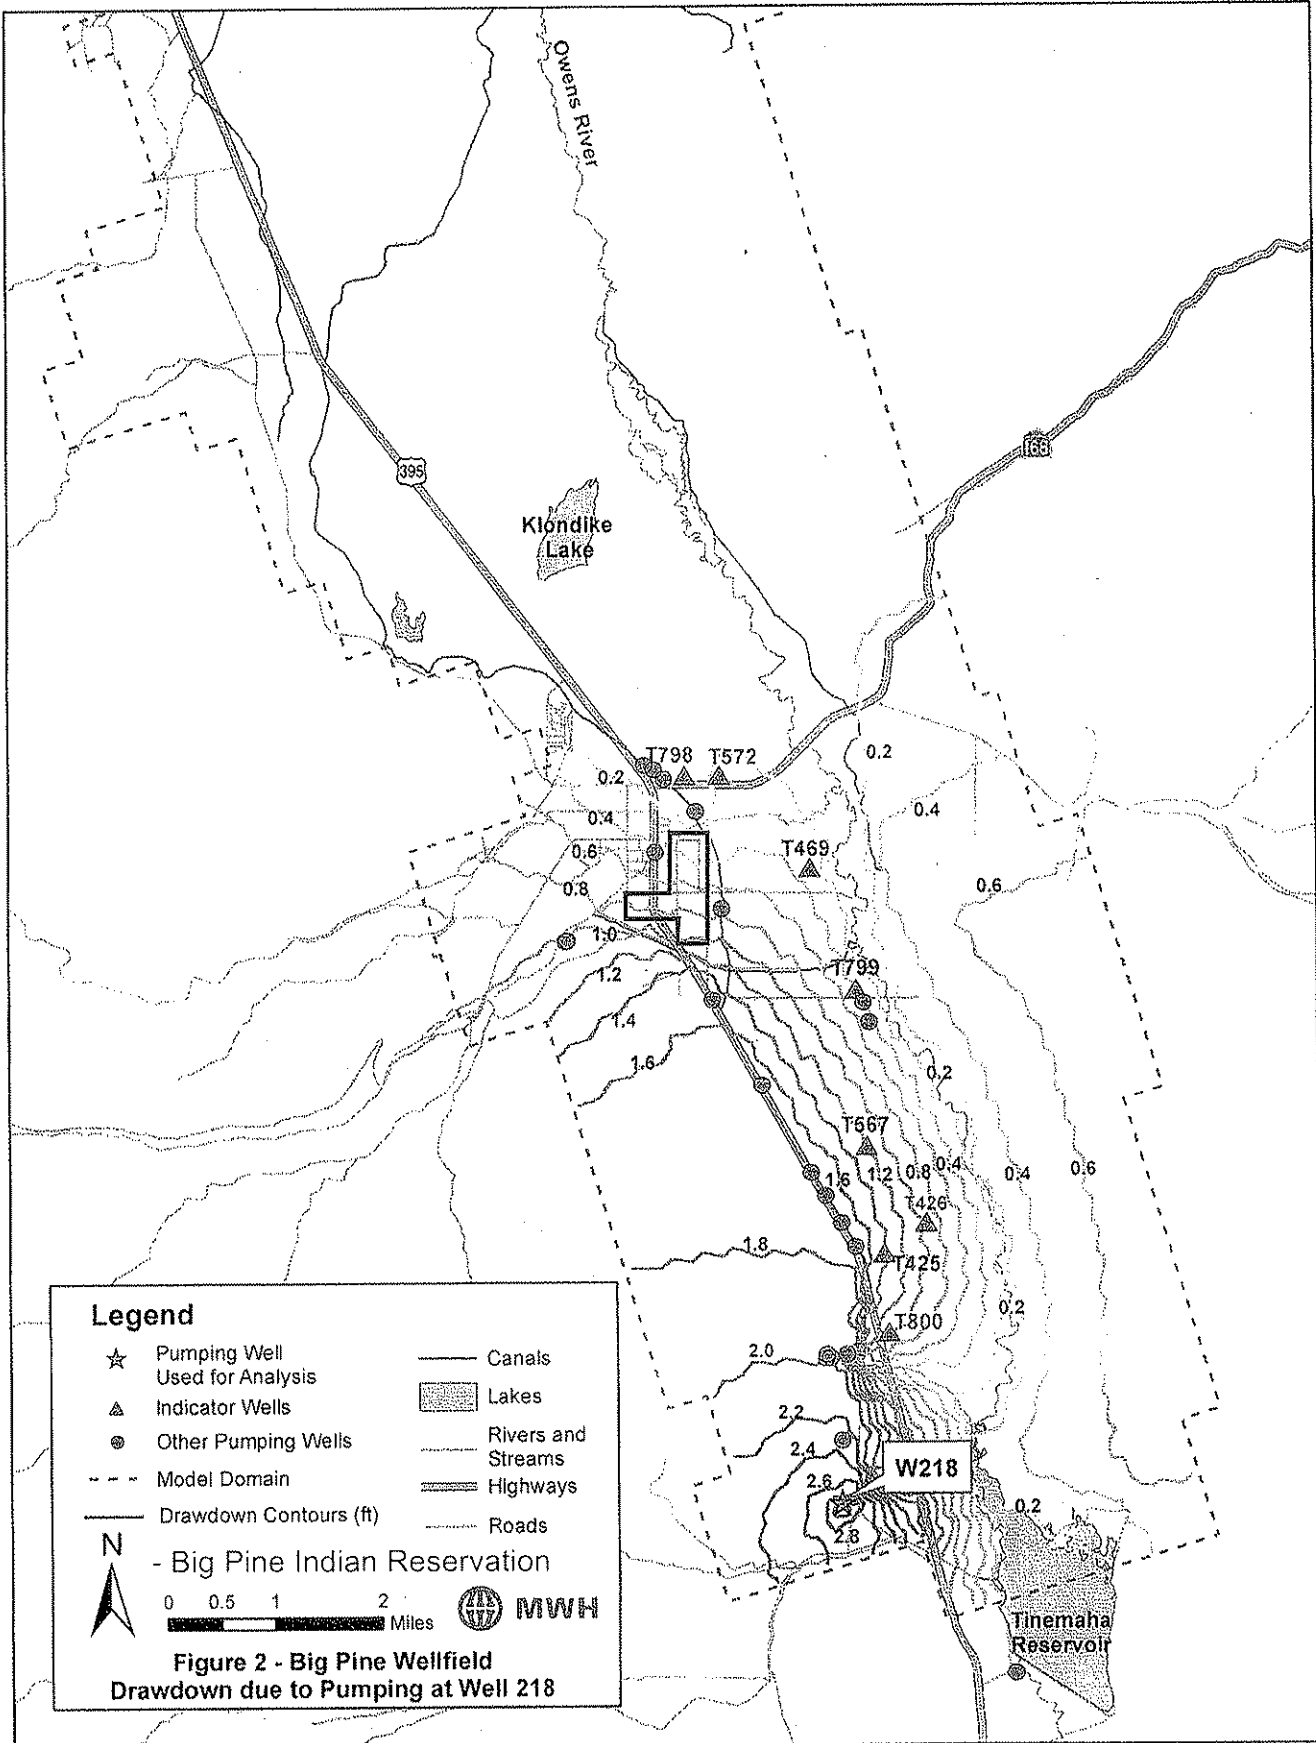 Owens River
168
395
Klondike
Lake
T798
T572
0.2
0.2
0.4
0.4
T469
0.6
0.6
0.8
1.0
T799
1.2
1.4
1.6
0.2
T567
1.6
1.2
0.8
0.4
0.4
0.6
T426
1.8
T425
0.2
T800
2.0
2.2
2.4
2.6
W218
2.8
0.2
Tinemaha
Reservoir
Legend
Pumping Well
Used for Analysis
Indicator Wells
Other Pumping Wells
Model Domain
Drawdown Contours (ft)
Canals
Lakes
Rivers and
Streams
Highways
Roads
N
- Big Pine Indian Reservation
0 0.5 1 2
Miles
MWH
Figure 2 - Big Pine Wellfield
Drawdown due to Pumping at Well 218